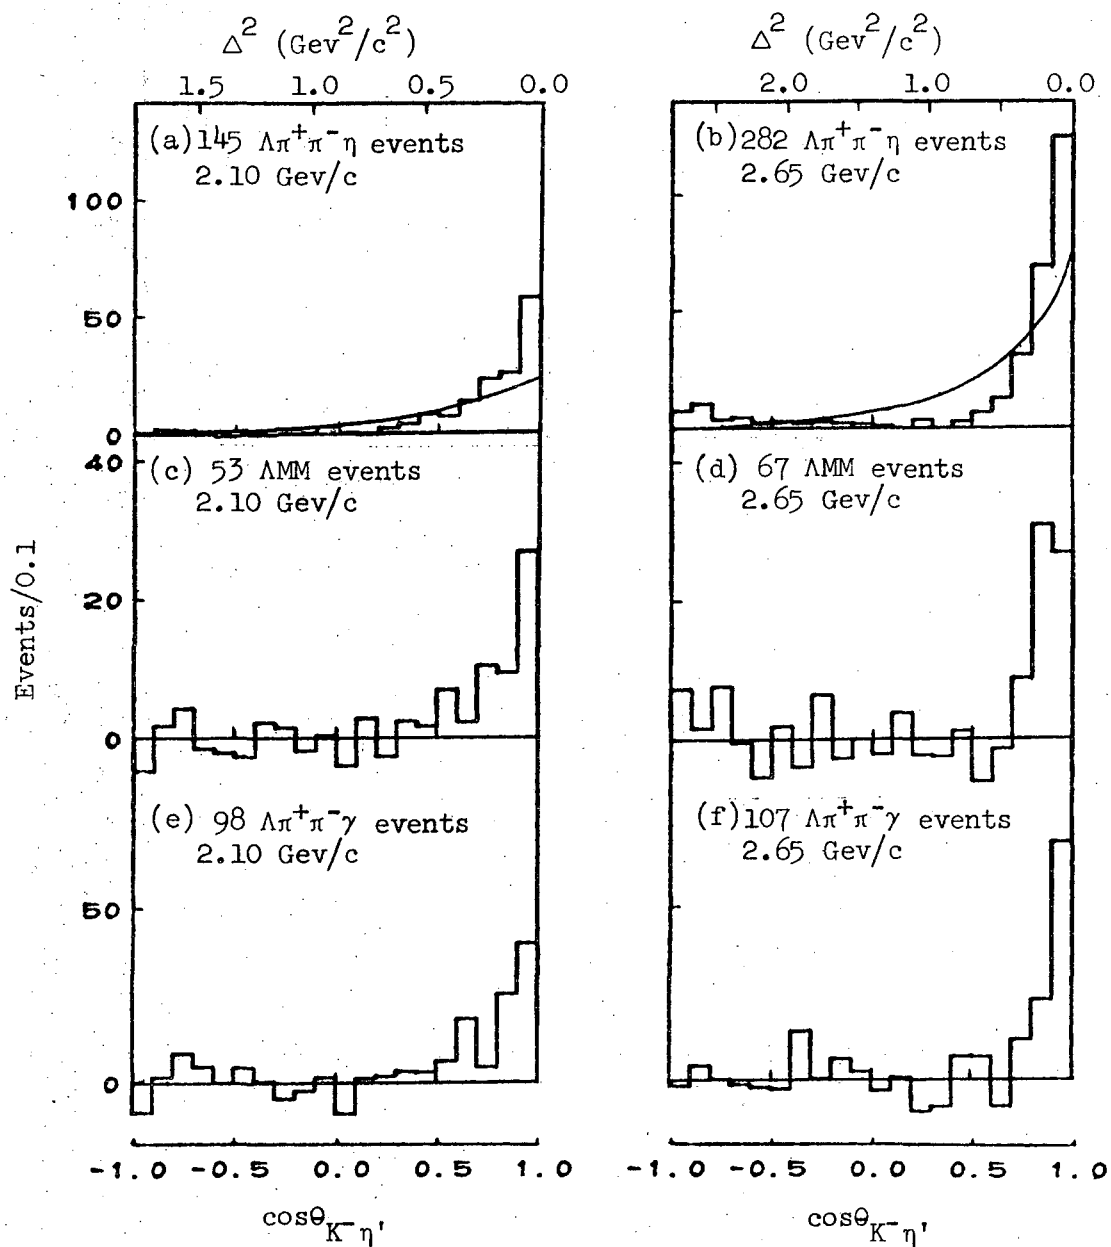 Δ² (Gev²/c²)
Δ² (Gev²/c²)
1.5 1.0 0.5 0.0
2.0 1.0 0.0
(a) 145 Λπ⁺π⁻η events
2.10 Gev/c
(b) 282 Λπ⁺π⁻η events
2.65 Gev/c
100
50
0
(c) 53 ΛMM events
2.10 Gev/c
(d) 67 ΛMM events
2.65 Gev/c
40
20
0
Events/0.1
(e) 98 Λπ⁺π⁻γ events
2.10 Gev/c
(f) 107 Λπ⁺π⁻γ events
2.65 Gev/c
50
0
-1.0 -0.5 0.0 0.5 1.0
-1.0 -0.5 0.0 0.5 1.0
cosθ_K⁻η'
cosθ_K⁻η'